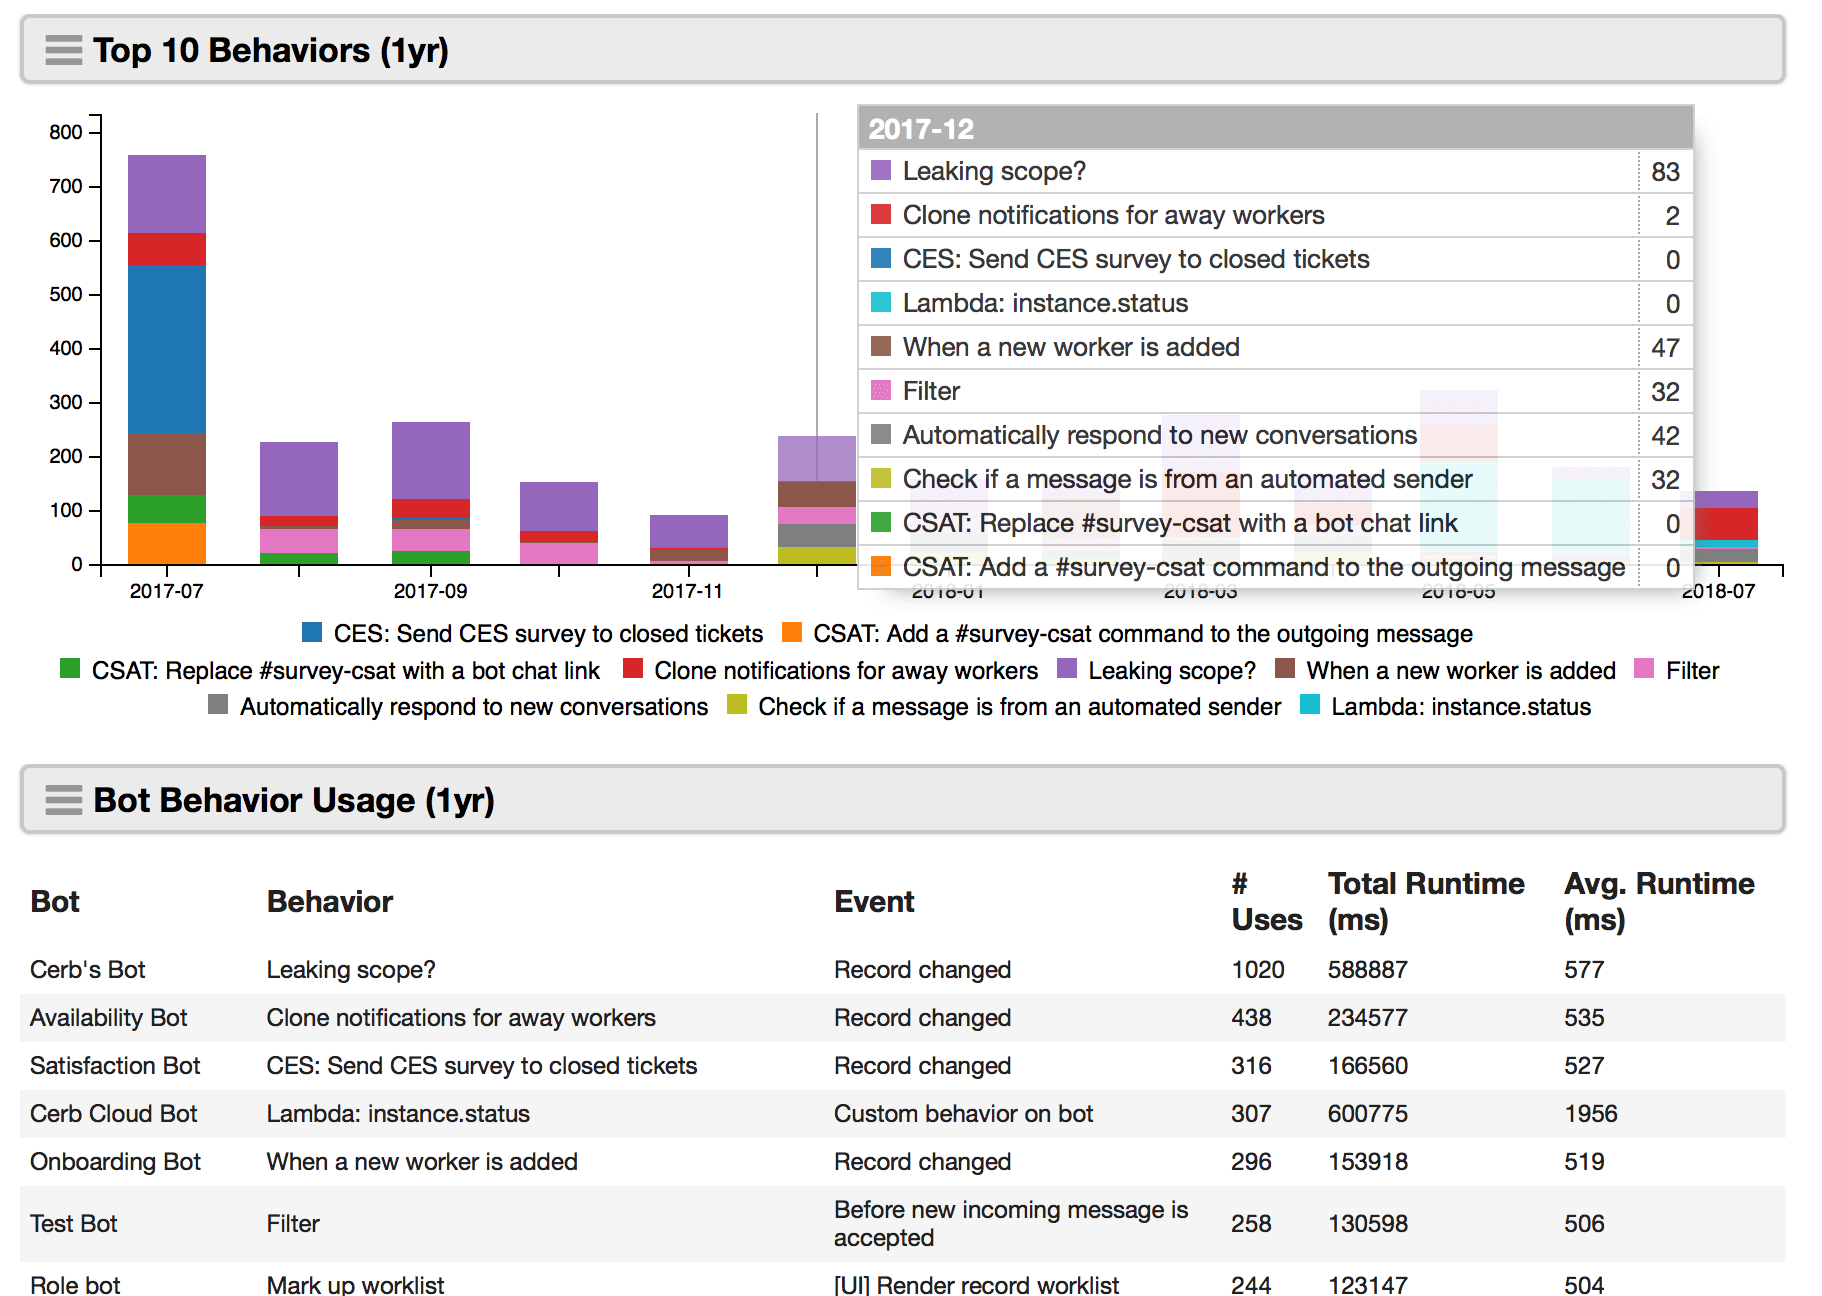 Top 10 Behaviors (1yr)
800
700
600
500
400
300
200
100
0
2017-07
2017-09
2017-11
2018-01
2018-03
2018-05
2018-07
2017-12
Leaking scope? 83
Clone notifications for away workers 2
CES: Send CES survey to closed tickets 0
Lambda: instance.status 0
When a new worker is added 47
Filter 32
Automatically respond to new conversations 42
Check if a message is from an automated sender 32
CSAT: Replace #survey-csat with a bot chat link 0
CSAT: Add a #survey-csat command to the outgoing message 0
CES: Send CES survey to closed tickets CSAT: Add a #survey-csat command to the outgoing message
CSAT: Replace #survey-csat with a bot chat link Clone notifications for away workers Leaking scope? When a new worker is added Filter
Automatically respond to new conversations Check if a message is from an automated sender Lambda: instance.status
Bot Behavior Usage (1yr)
Bot Behavior Event # Uses Total Runtime (ms) Avg. Runtime (ms)
Cerb's Bot Leaking scope? Record changed 1020 588887 577
Availability Bot Clone notifications for away workers Record changed 438 234577 535
Satisfaction Bot CES: Send CES survey to closed tickets Record changed 316 166560 527
Cerb Cloud Bot Lambda: instance.status Custom behavior on bot 307 600775 1956
Onboarding Bot When a new worker is added Record changed 296 153918 519
Test Bot Filter Before new incoming message is accepted 258 130598 506
Role bot Mark up worklist [UI] Render record worklist 244 123147 504